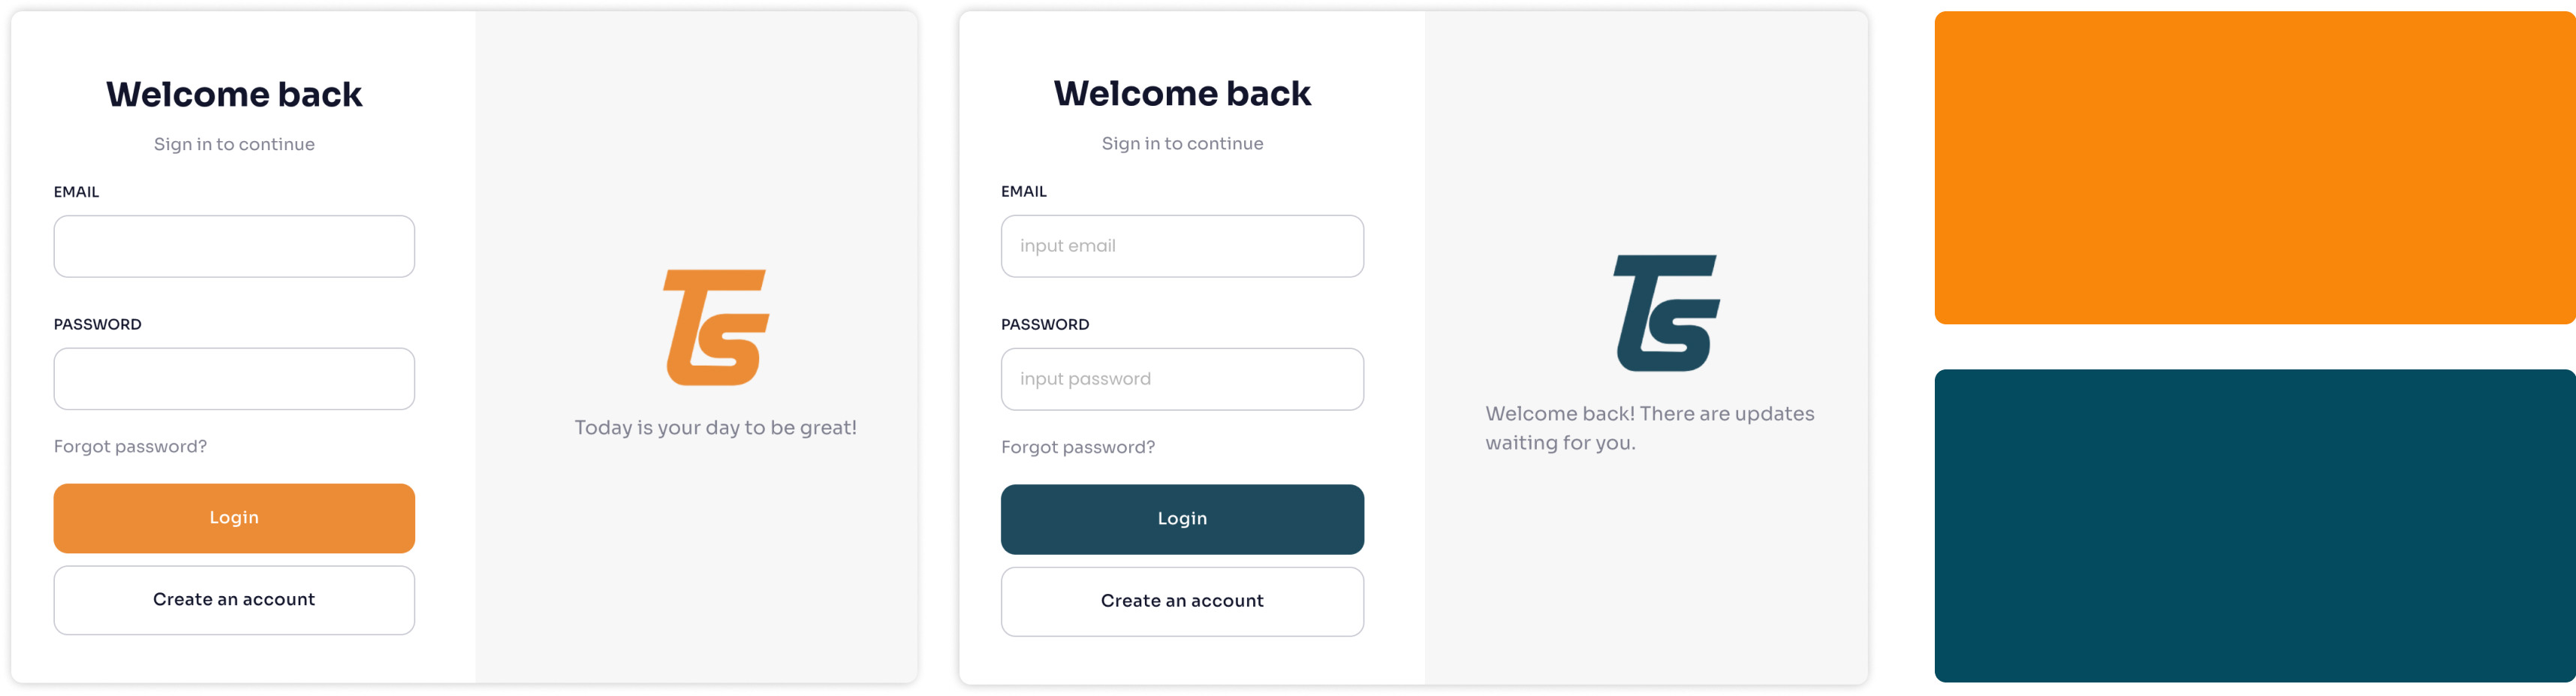 Welcome back
Sign in to continue
EMAIL
PASSWORD
Forgot password?
Login
Create an account
Ts
Today is your day to be great!
Welcome back
Sign in to continue
EMAIL
input email
PASSWORD
input password
Forgot password?
Login
Create an account
Ts
Welcome back! There are updates
waiting for you.